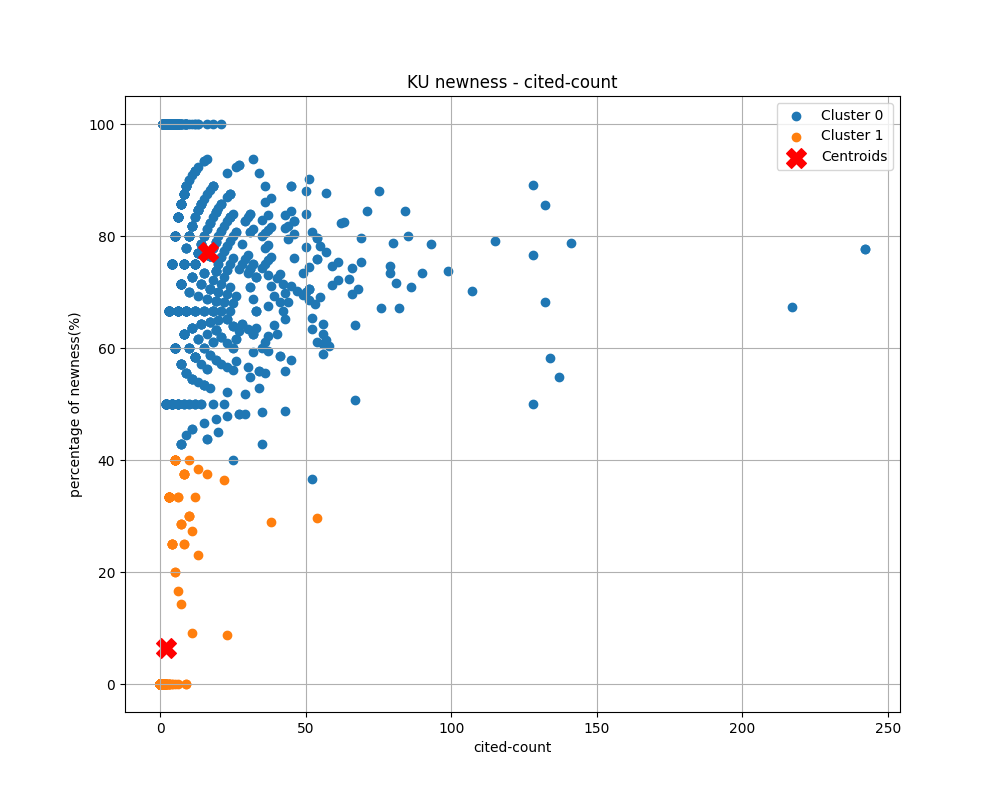 KU newness - cited-count
Cluster 0
Cluster 1
Centroids
percentage of newness(%)
100
80
60
40
20
0
0 50 100 150 200 250
cited-count